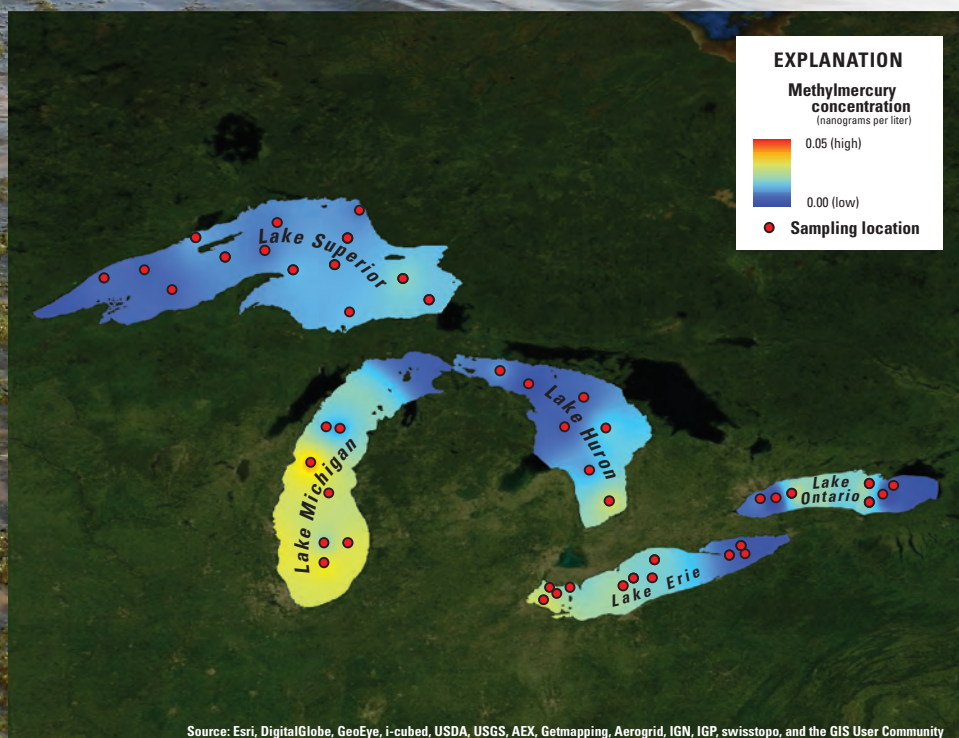 EXPLANATION
Methylmercury
concentration
(nanograms per liter)
0.05 (high)
0.00 (low)
Sampling location
Lake Superior
Lake Michigan
Lake Huron
Lake
Ontario
Lake Erie
Source: Esri, DigitalGlobe, GeoEye, i-cubed, USDA, USGS, AEX, Getmapping, Aerogrid, IGN, IGP, swisstopo, and the GIS User Community